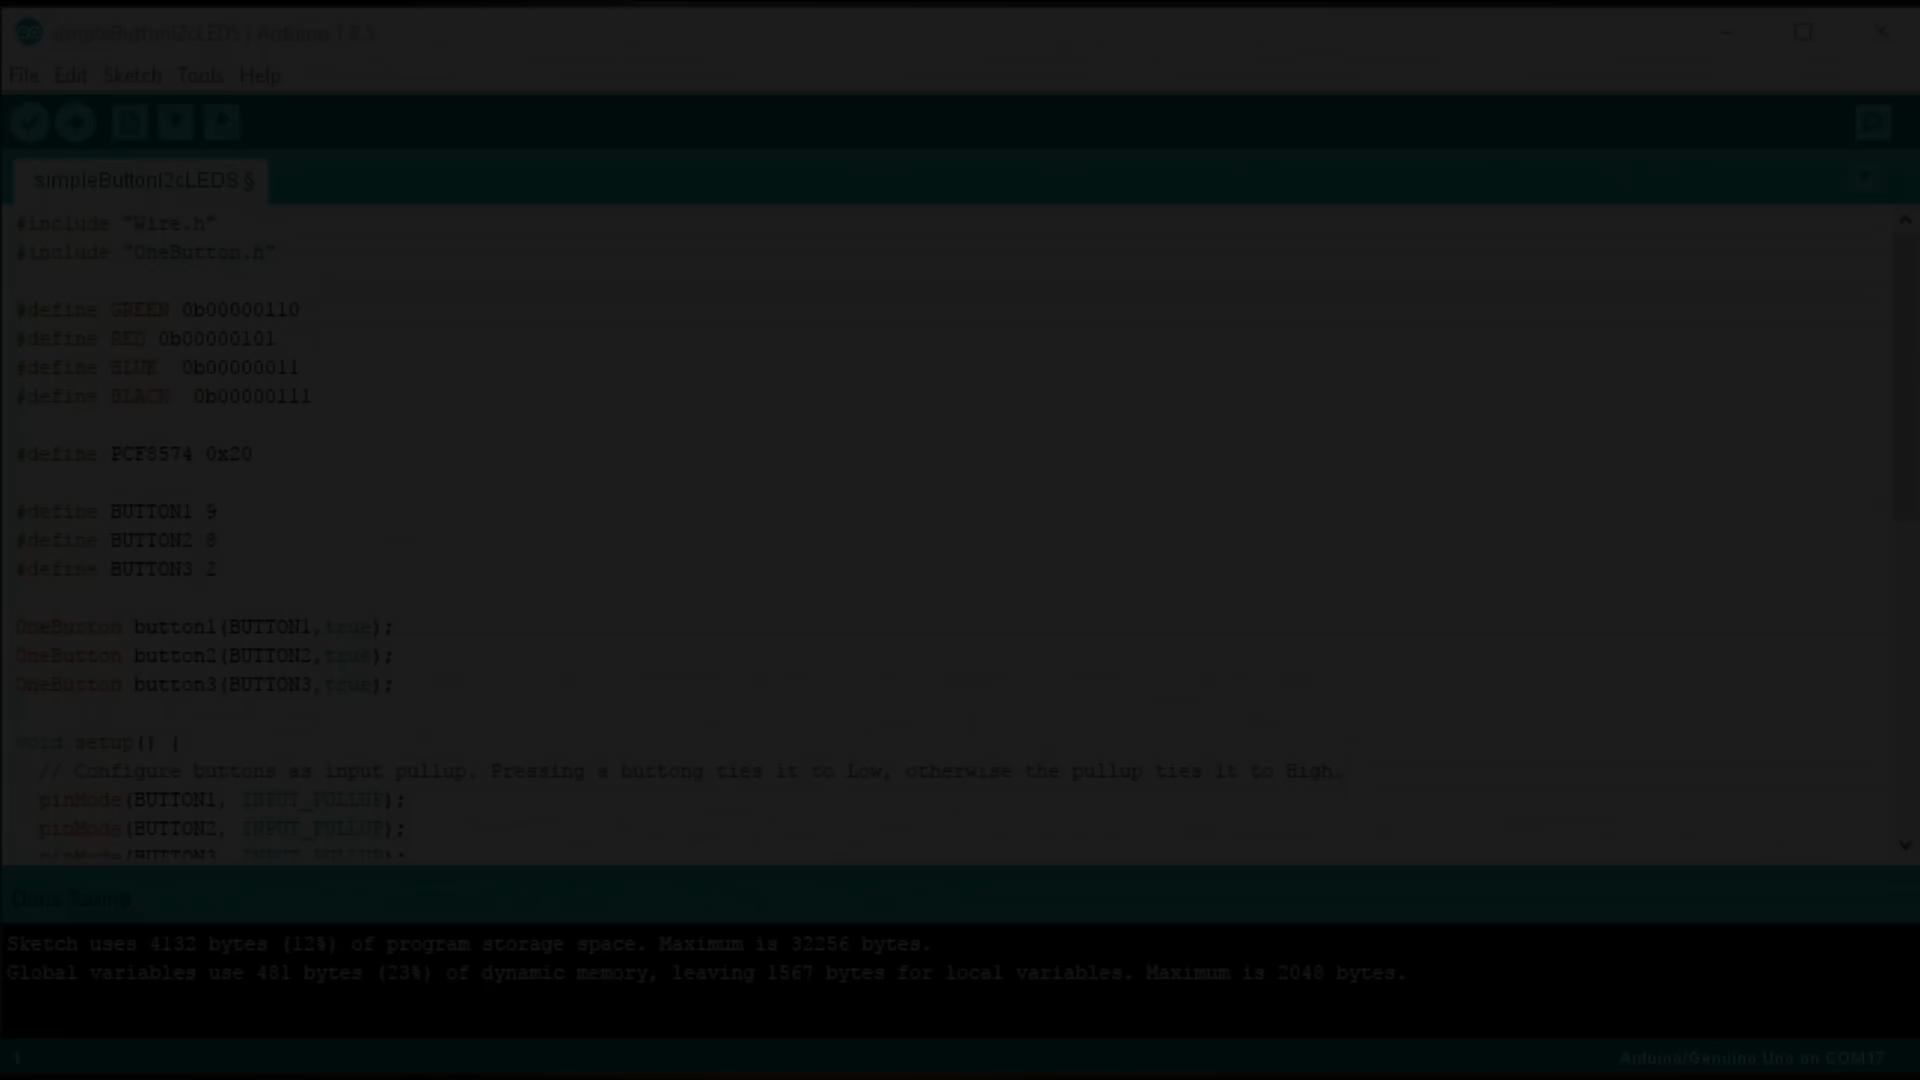 simpleButtonI2cLEDS | Arduino 1.8.5
File Edit Sketch Tools Help
simpleButtonI2cLEDS §
#include "Wire.h"
#include "OneButton.h"
#define GREEN 0b00000110
#define RED 0b00000101
#define BLUE  0b00000011
#define BLACK  0b00000111
#define PCF8574 0x20
#define BUTTON1 9
#define BUTTON2 8
#define BUTTON3 2
OneButton button1(BUTTON1,true);
OneButton button2(BUTTON2,true);
OneButton button3(BUTTON3,true);
void setup() {
// Configure buttons as input pullup. Pressing a buttong ties it to Low, otherwise the pullup ties it to High.
pinMode(BUTTON1, INPUT_PULLUP);
pinMode(BUTTON2, INPUT_PULLUP);
pinMode(BUTTON3, INPUT_PULLUP);
Done Saving
Sketch uses 4132 bytes (12%) of program storage space. Maximum is 32256 bytes.
Global variables use 481 bytes (23%) of dynamic memory, leaving 1567 bytes for local variables. Maximum is 2048 bytes.
1
Arduino/Genuino Uno on COM17